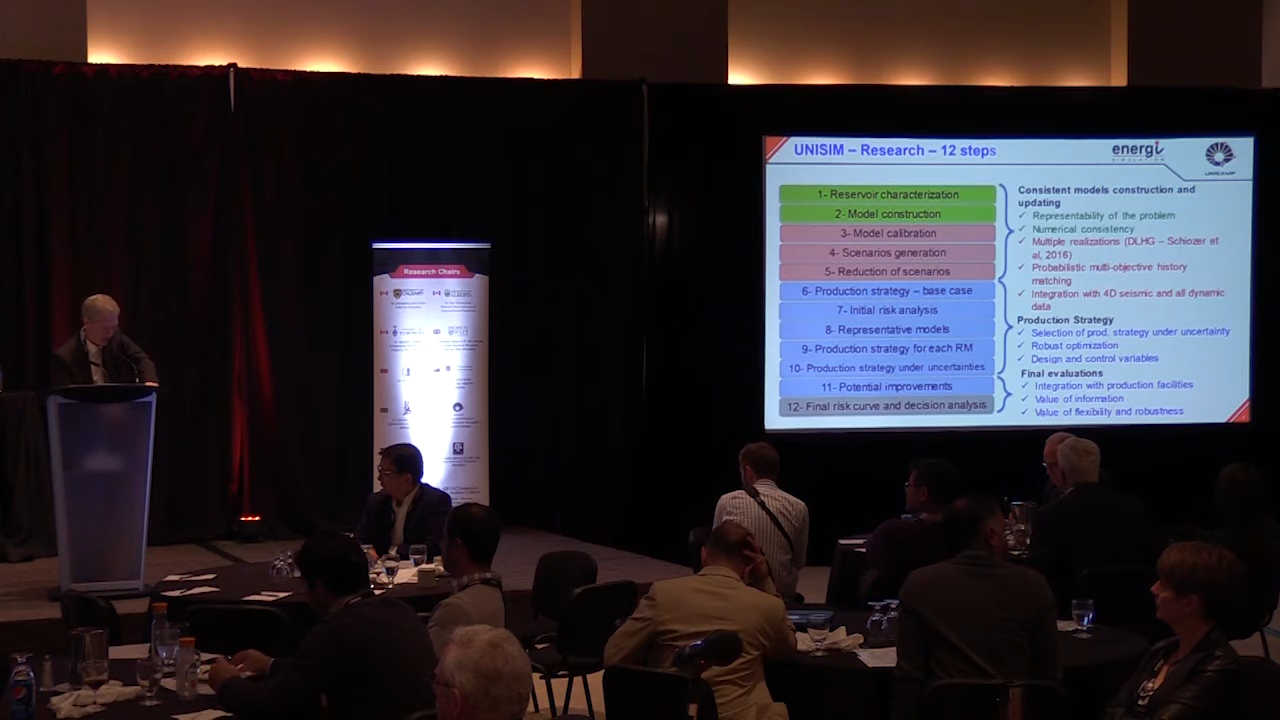 UNISIM – Research – 12 steps
energi
SIMULATION
UNICAMP
1- Reservoir characterization
2- Model construction
3- Model calibration
4- Scenarios generation
5- Reduction of scenarios
6- Production strategy – base case
7- Initial risk analysis
8- Representative models
9- Production strategy for each RM
10- Production strategy under uncertainties
11- Potential improvements
12- Final risk curve and decision analysis
Consistent models construction and
updating
✓ Representability of the problem
✓ Numerical consistency
✓ Multiple realizations (DLHG – Schiozer et
al, 2016)
✓ Probabilistic multi-objective history
matching
✓ Integration with 4D seismic and all dynamic
data
Production Strategy
✓ Selection of prod. strategy under uncertainty
✓ Robust optimization
✓ Design and control variables
Final evaluations
✓ Integration with production facilities
✓ Value of information
✓ Value of flexibility and robustness
Research Chairs
CALGARY
ALBERTA